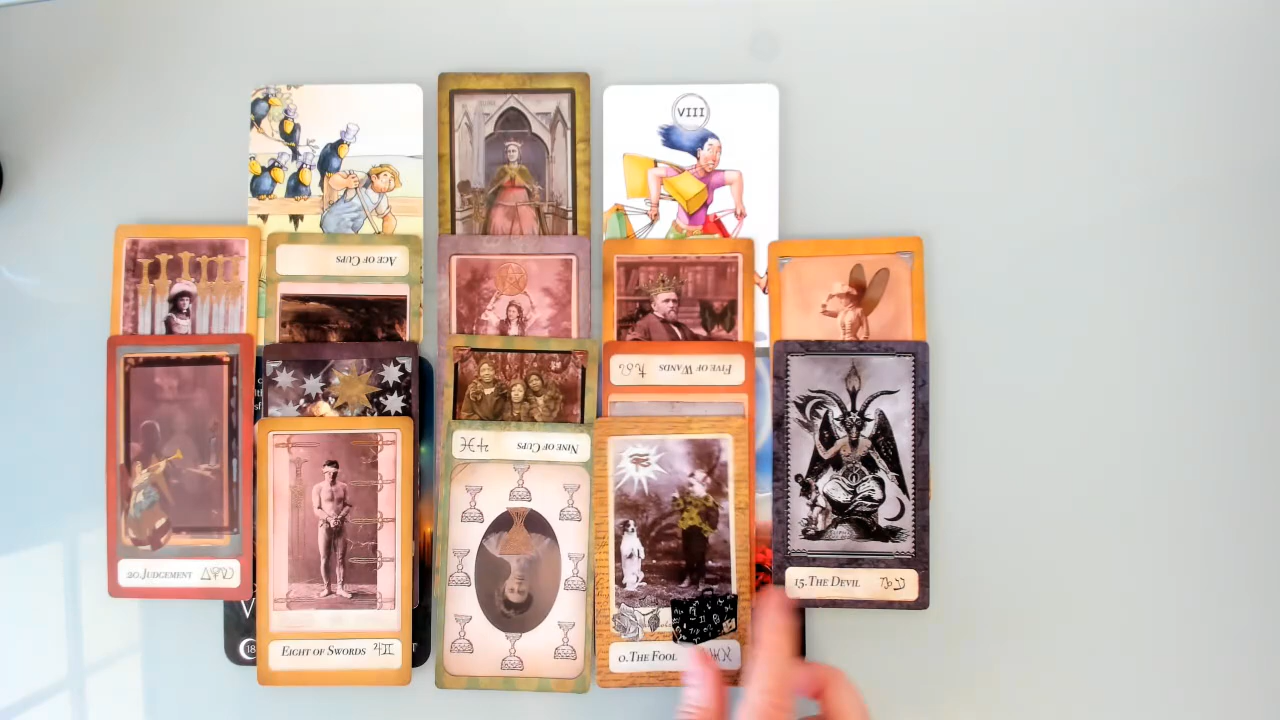 VIII
ACE OF CUPS
FIVE OF WANDS
NINE OF CUPS
20. JUDGEMENT
15. THE DEVIL
EIGHT OF SWORDS
0. THE FOOL